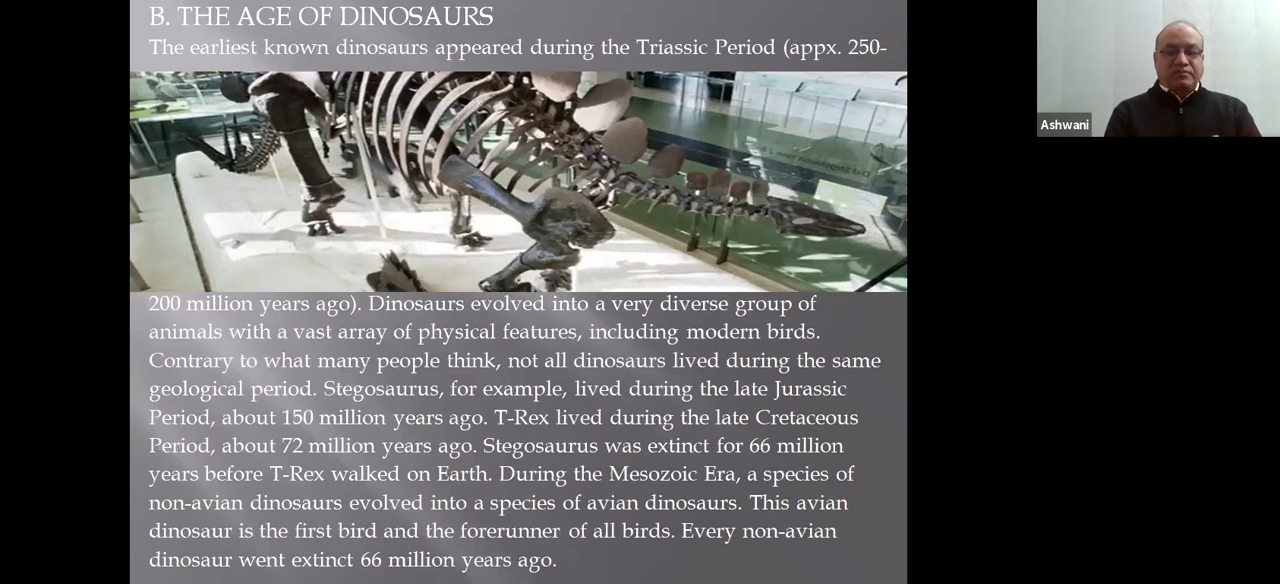 B. THE AGE OF DINOSAURS
The earliest known dinosaurs appeared during the Triassic Period (appx. 250-
200 million years ago). Dinosaurs evolved into a very diverse group of
animals with a vast array of physical features, including modern birds.
Contrary to what many people think, not all dinosaurs lived during the same
geological period. Stegosaurus, for example, lived during the late Jurassic
Period, about 150 million years ago. T-Rex lived during the late Cretaceous
Period, about 72 million years ago. Stegosaurus was extinct for 66 million
years before T-Rex walked on Earth. During the Mesozoic Era, a species of
non-avian dinosaurs evolved into a species of avian dinosaurs. This avian
dinosaur is the first bird and the forerunner of all birds. Every non-avian
dinosaur went extinct 66 million years ago.
Ashwani